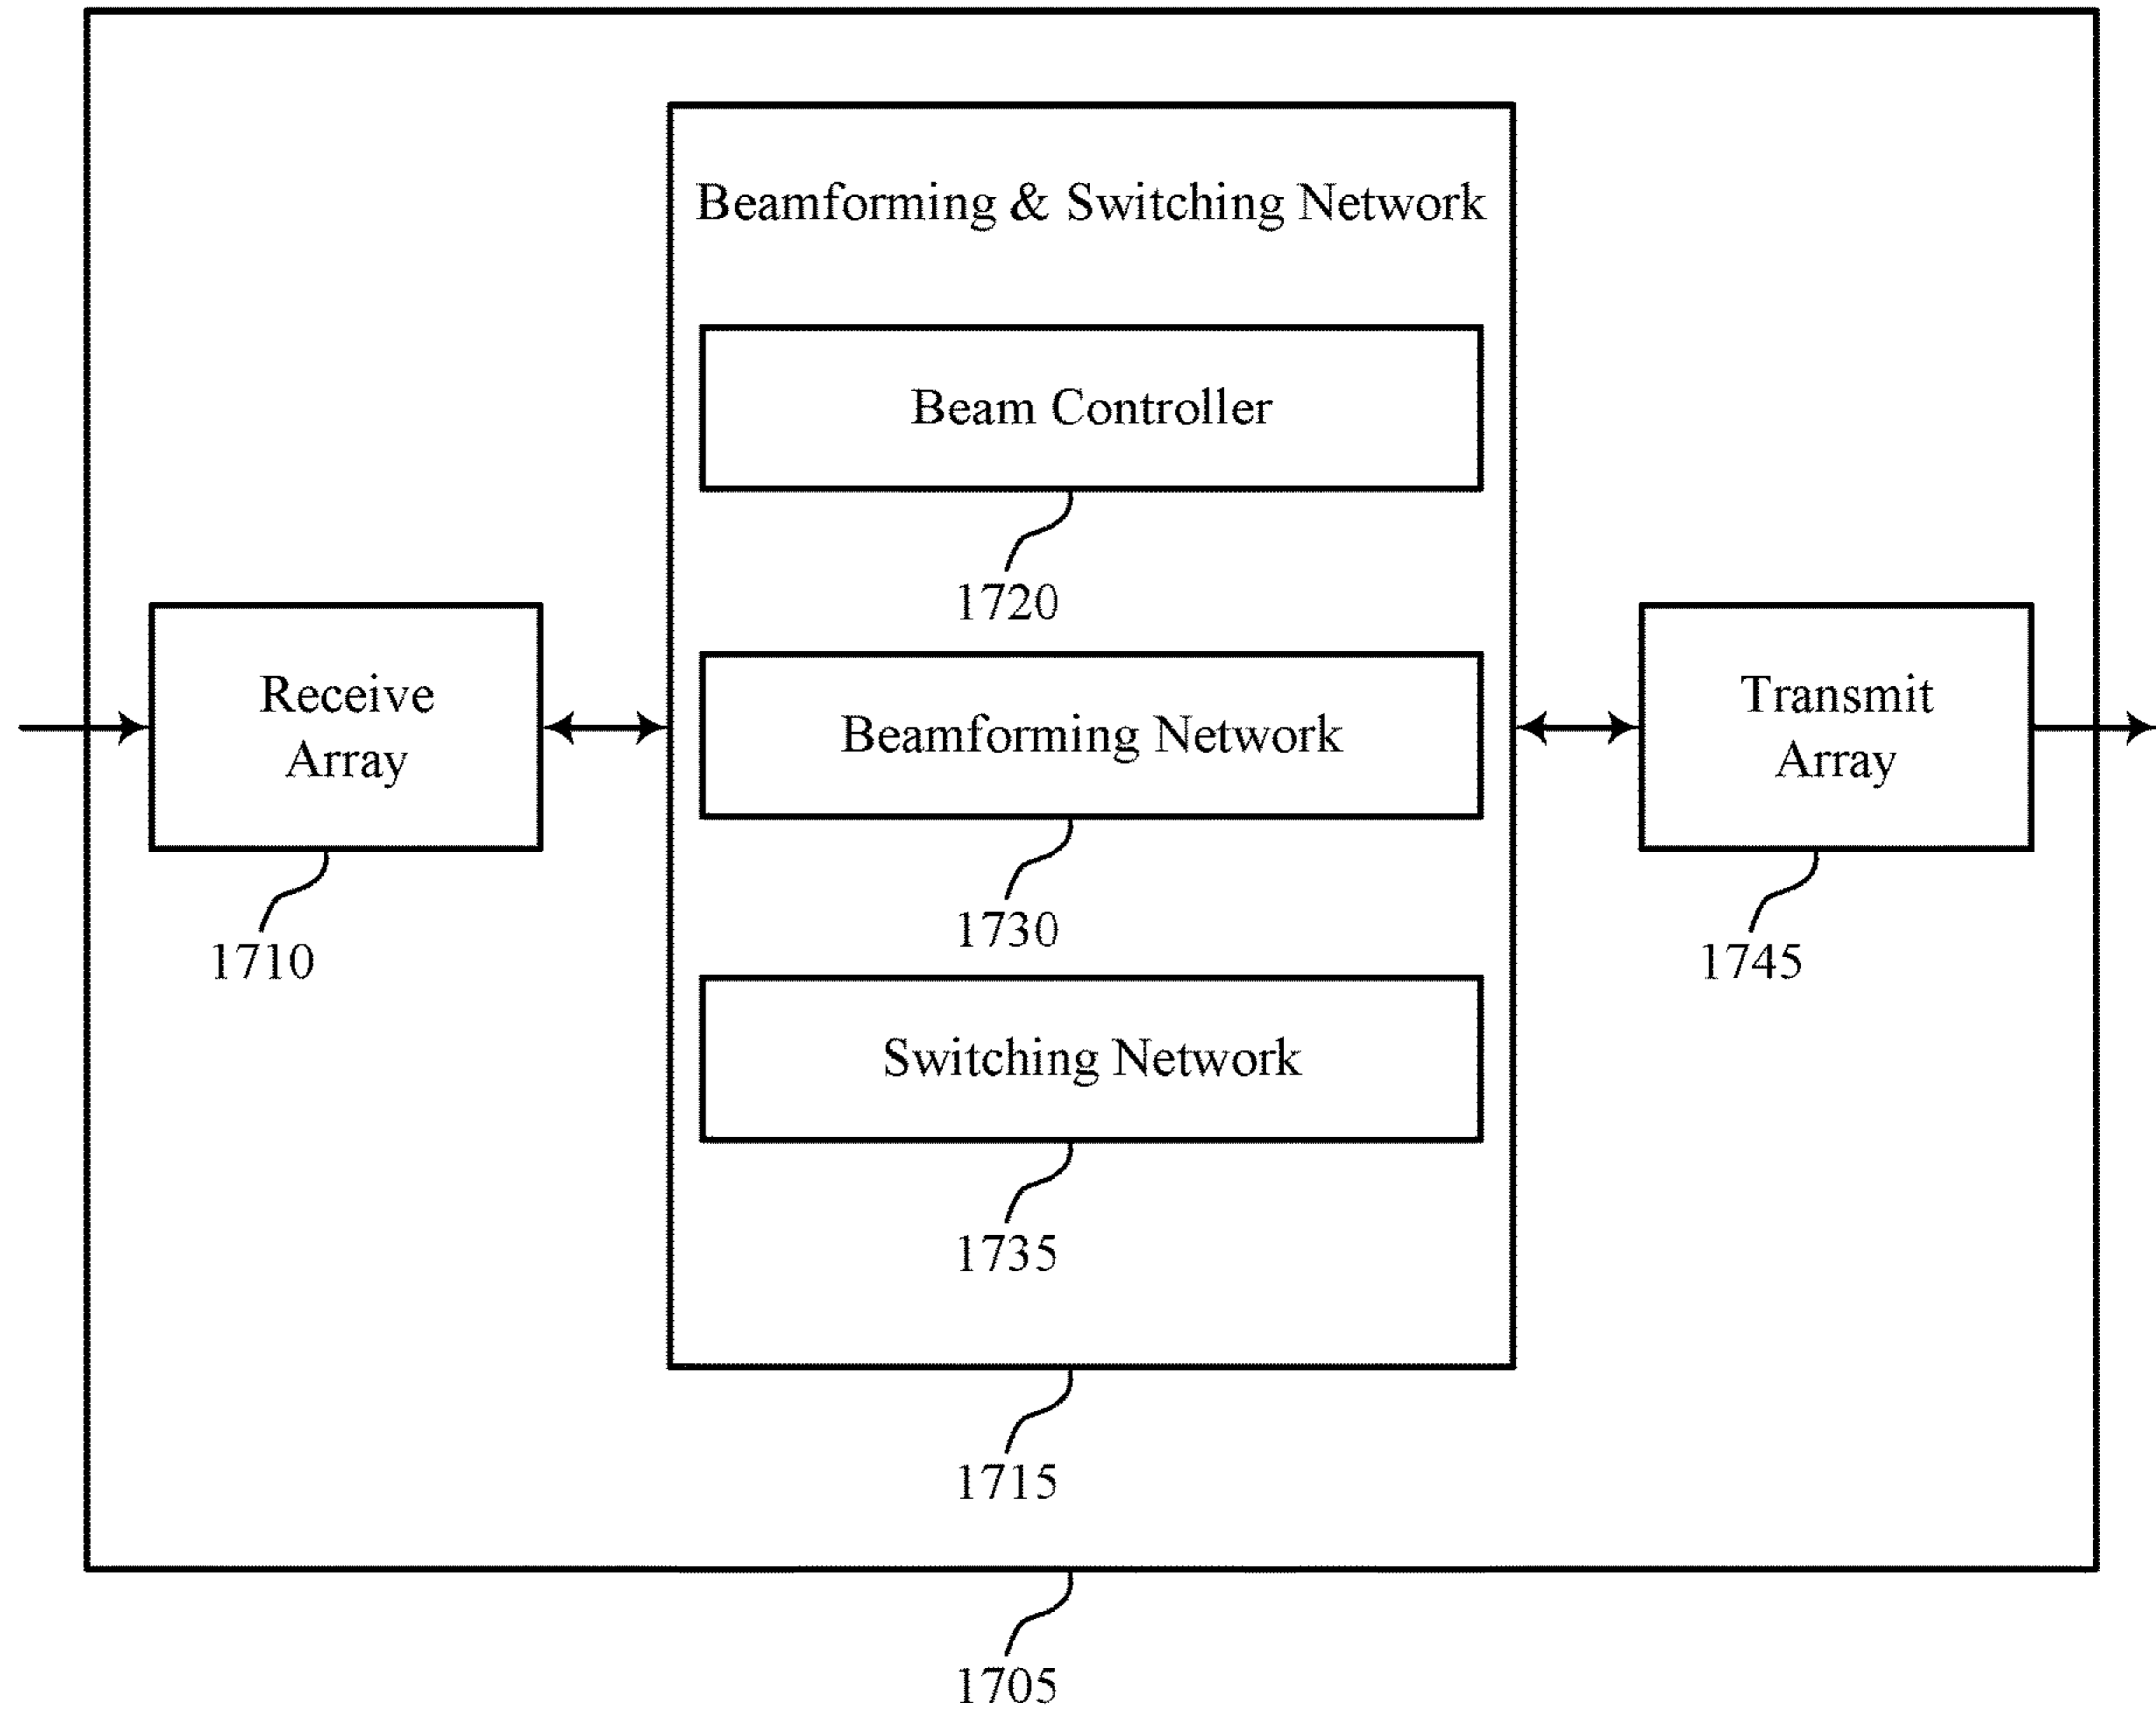 Beamforming & Switching Network
Beam Controller
1720
Receive
Array
1710
Beamforming Network
1730
Transmit
Array
1745
Switching Network
1735
1715
1705